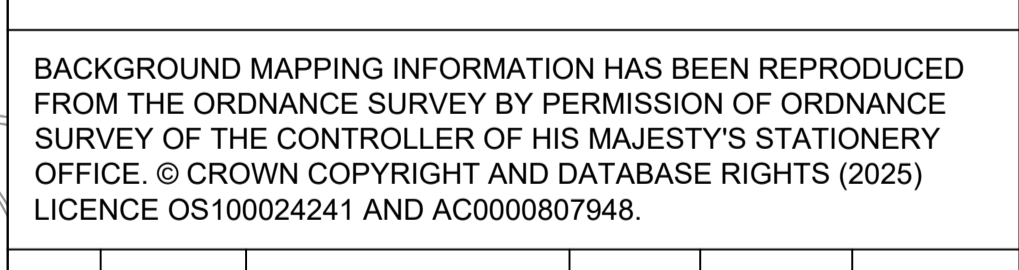 BACKGROUND MAPPING INFORMATION HAS BEEN REPRODUCED
FROM THE ORDNANCE SURVEY BY PERMISSION OF ORDNANCE
SURVEY OF THE CONTROLLER OF HIS MAJESTY'S STATIONERY
OFFICE. © CROWN COPYRIGHT AND DATABASE RIGHTS (2025)
LICENCE OS100024241 AND AC0000807948.